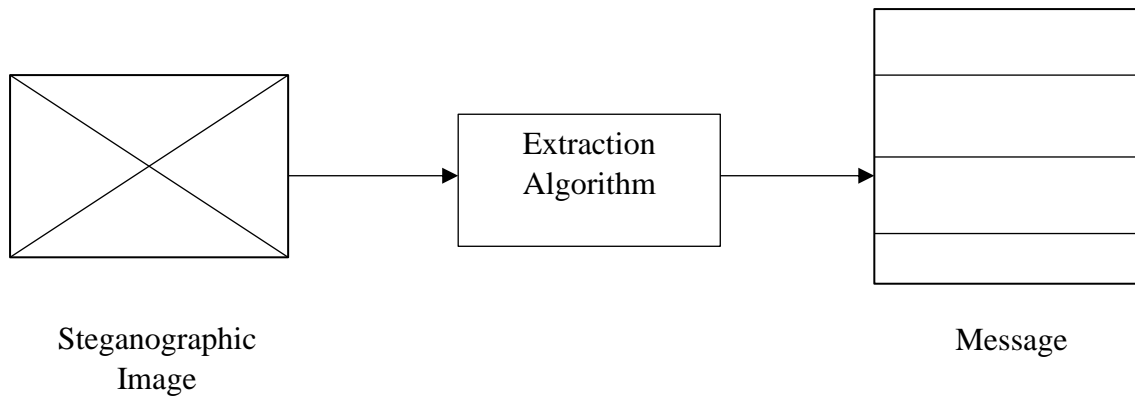 Extraction
Algorithm
Steganographic
Image
Message